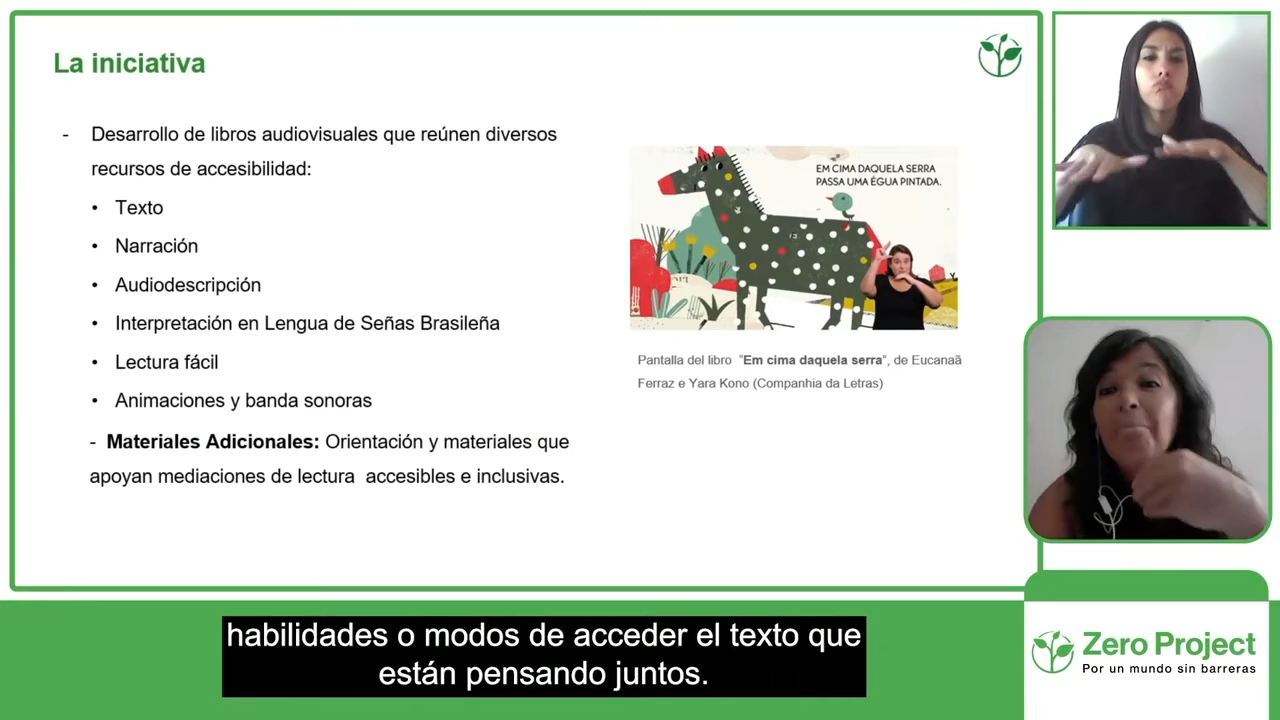 La iniciativa
- Desarrollo de libros audiovisuales que reúnen diversos
recursos de accesibilidad:
• Texto
• Narración
• Audiodescripción
• Interpretación en Lengua de Señas Brasileña
• Lectura fácil
• Animaciones y banda sonoras
- Materiales Adicionales: Orientación y materiales que
apoyan mediaciones de lectura accesibles e inclusivas.
EM CIMA DAQUELA SERRA
PASSA UMA ÉGUA PINTADA.
Pantalla del libro "Em cima daquela serra", de Eucanaã
Ferraz e Yara Kono (Companhia da Letras)
habilidades o modos de acceder el texto que
están pensando juntos.
Zero Project
Por un mundo sin barreras